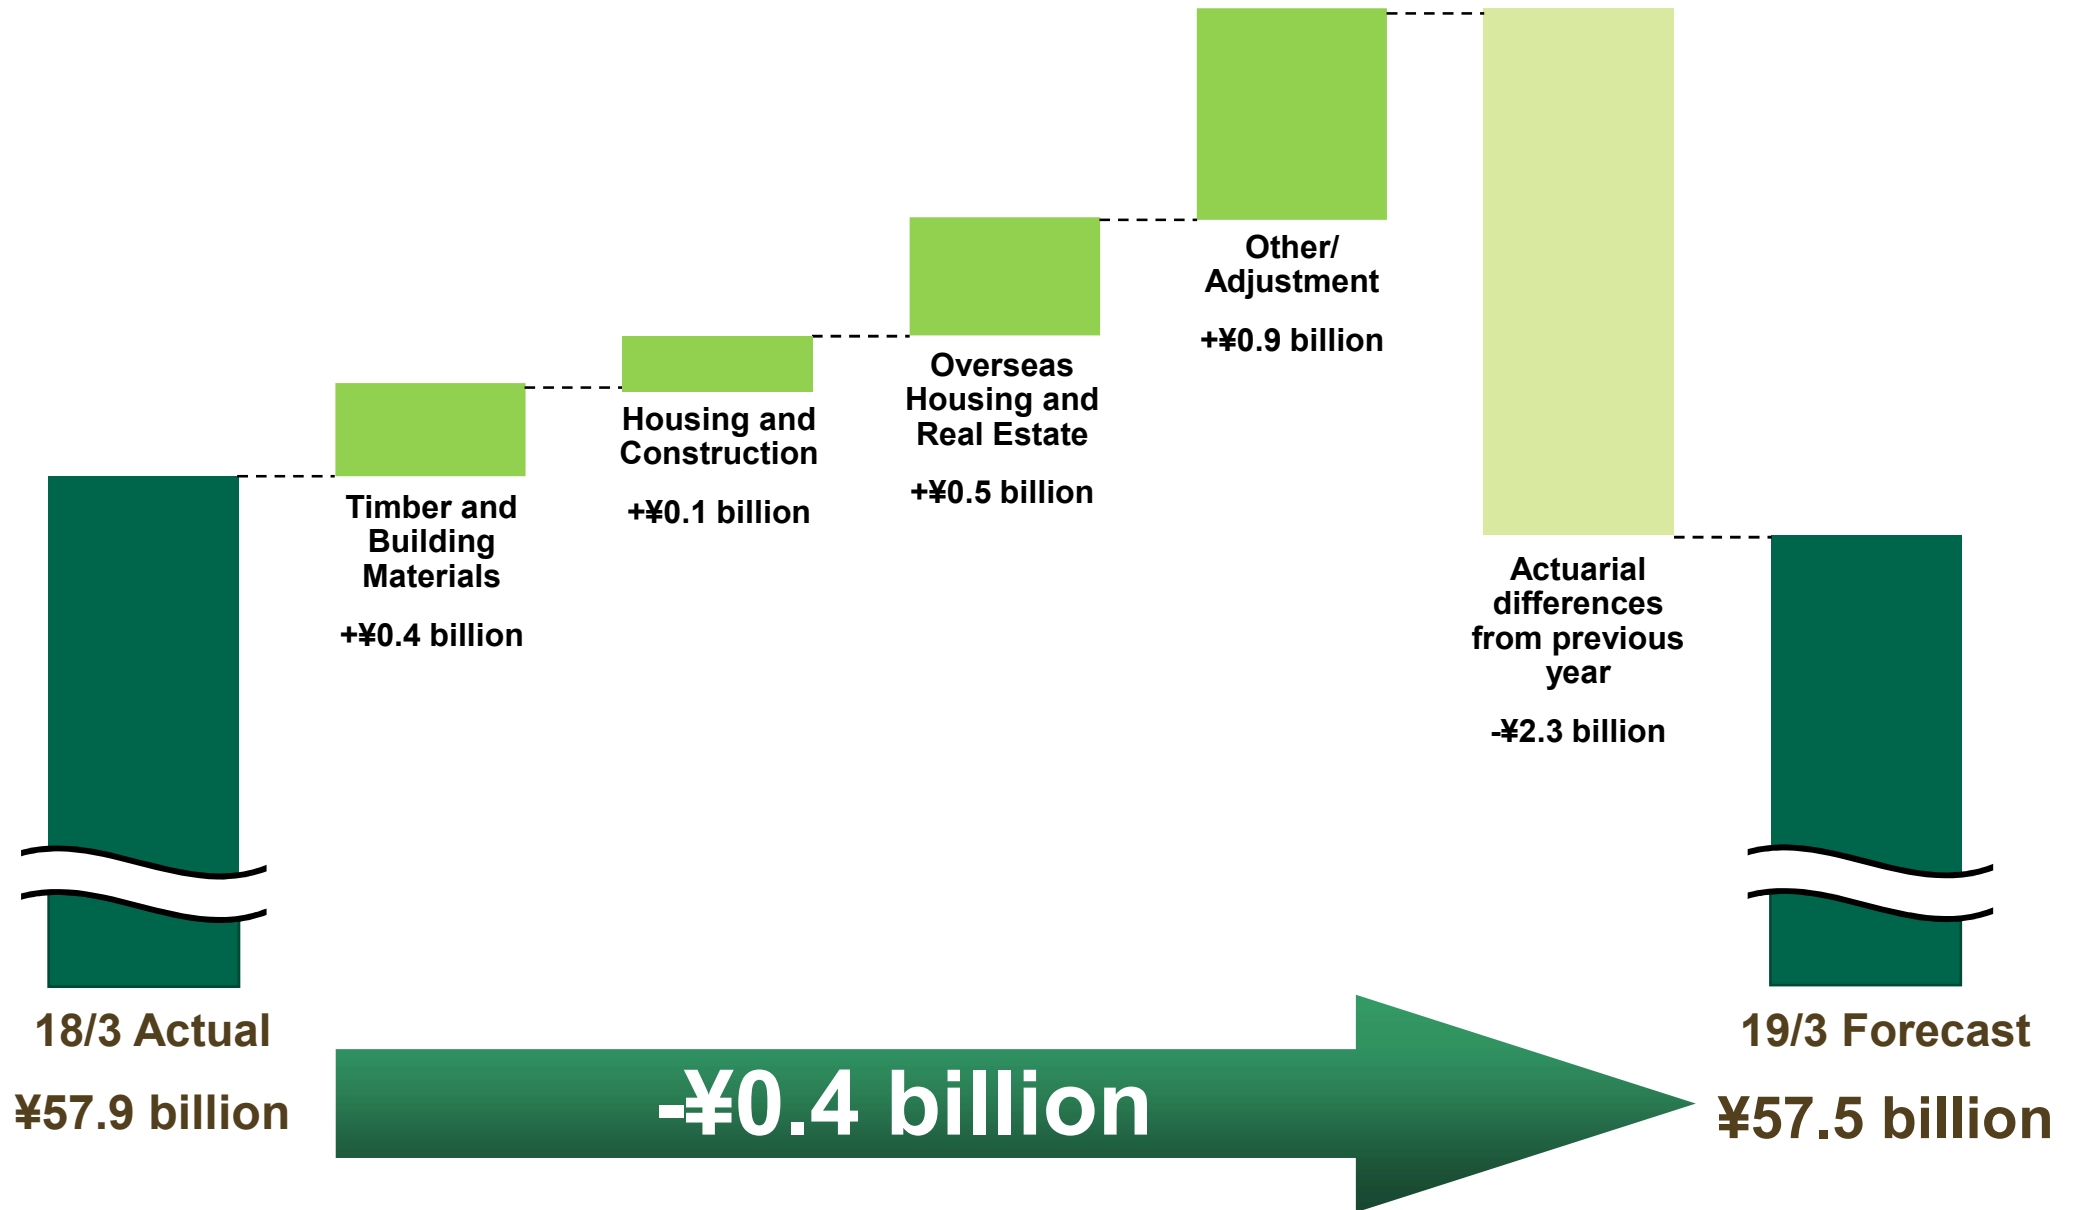 Timber and
Building
Materials
+¥0.4 billion
Housing and
Construction
+¥0.1 billion
Overseas
Housing and
Real Estate
+¥0.5 billion
Other/
Adjustment
+¥0.9 billion
Actuarial
differences
from previous
year
-¥2.3 billion
18/3 Actual
¥57.9 billion
-¥0.4 billion
19/3 Forecast
¥57.5 billion